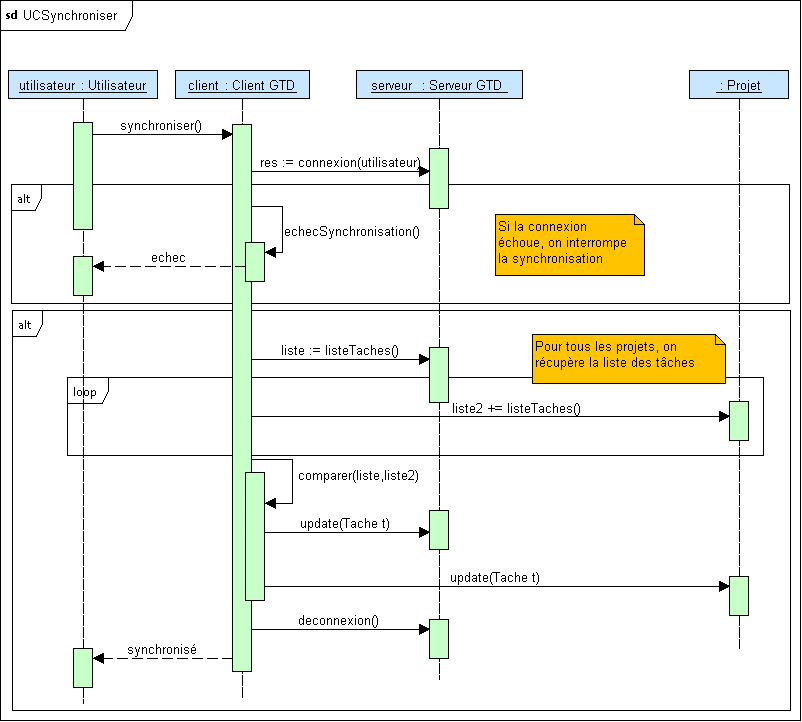 sd UCSynchroniser
utilisateur : Utilisateur
client : Client GTD
serveur : Serveur GTD
: Projet
synchroniser()
res := connexion(utilisateur)
alt
echecSynchronisation()
Si la connexion
échoue, on interrompe
la synchronisation
echec
alt
liste := listeTaches()
Pour tous les projets, on
récupère la liste des tâches
loop
liste2 += listeTaches()
comparer(liste,liste2)
update(Tache t)
update(Tache t)
deconnexion()
synchronisé